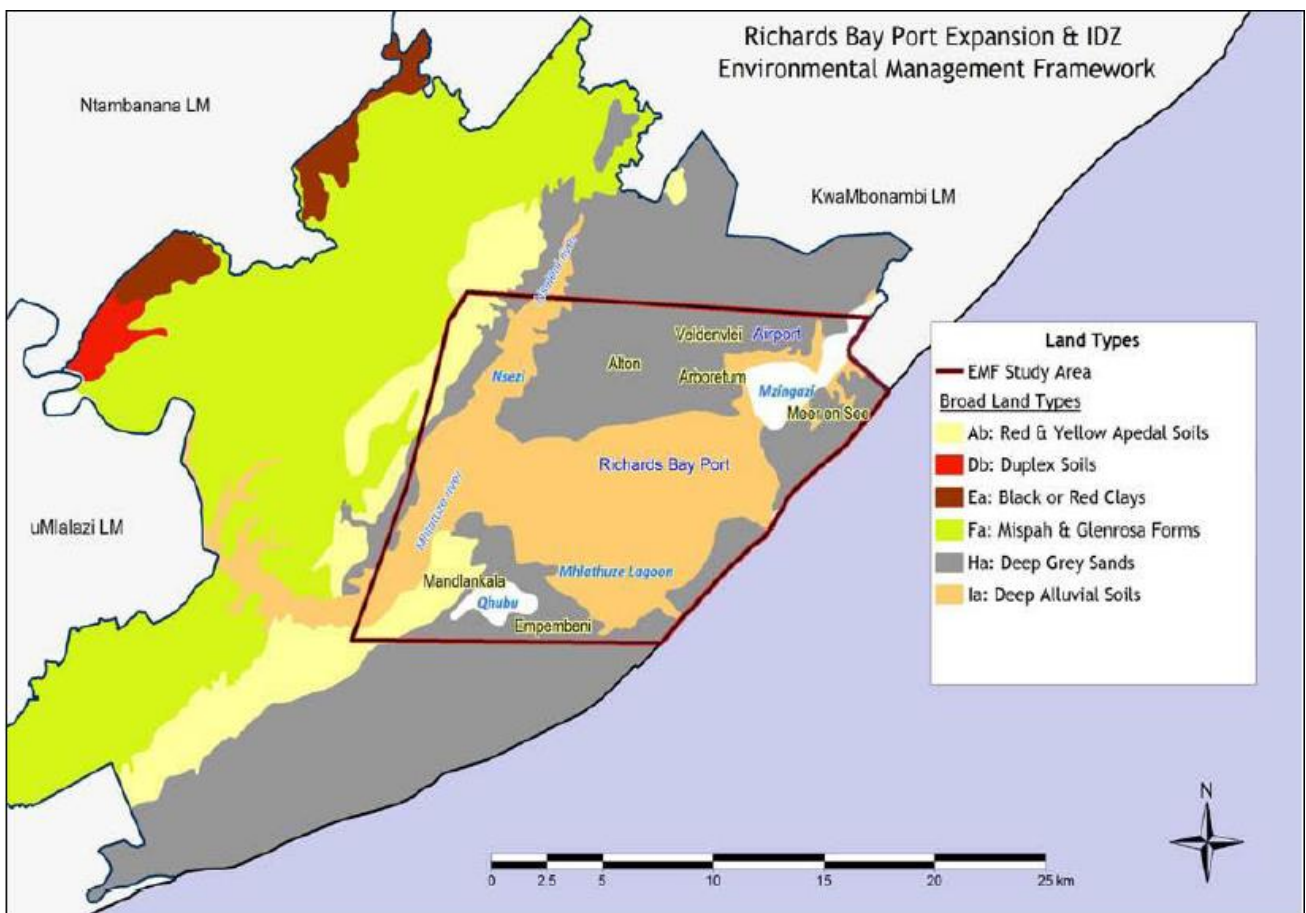 Richards Bay Port Expansion & IDZ
Environmental Management Framework
Ntambanana LM
KwaMbonambi LM
uMlalazi LM
Veldenvlei
Airport
Alton
Arboretum
Mzingazi
Meer en See
Nsezi
Richards Bay Port
Mhlatuze river
Mandlankala
Qhubu
Mhlathuze Lagoon
Empembeni
Land Types
EMF Study Area
Broad Land Types
Ab: Red & Yellow Apedal Soils
Db: Duplex Soils
Ea: Black or Red Clays
Fa: Mispah & Glenrosa Forms
Ha: Deep Grey Sands
Ia: Deep Alluvial Soils
N
0 2.5 5 10 15 20 25 km